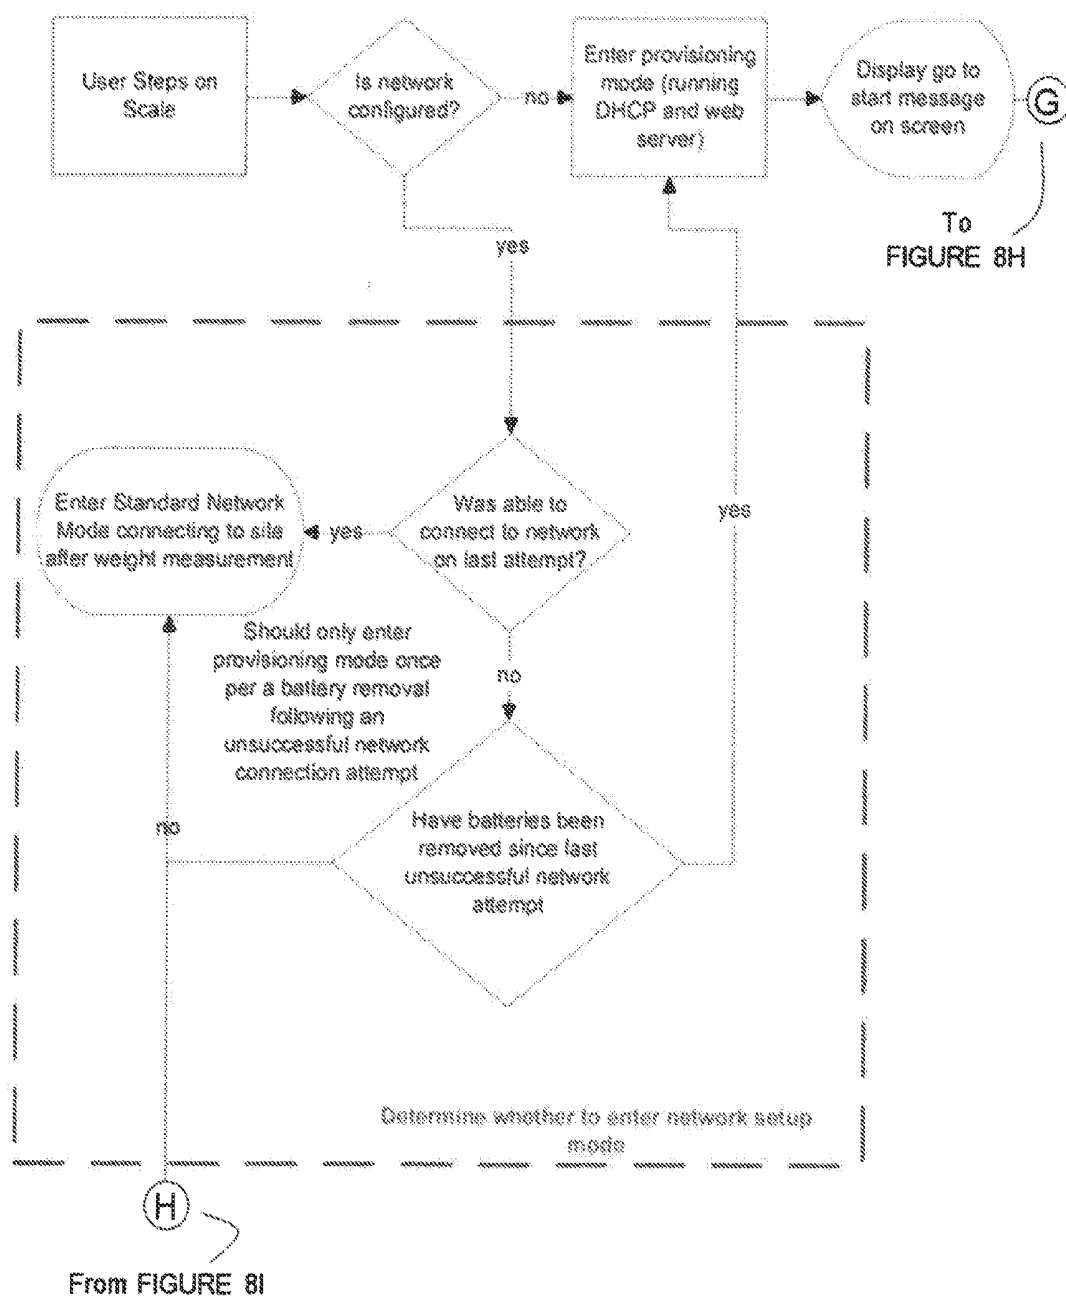 User Steps on
Scale
Is network
configured?
no
Enter provisioning
mode (running
DHCP and web
server)
Display go to
start message
on screen
G
To
FIGURE 8H
yes
Enter Standard Network
Mode connecting to site
after weight measurement
yes
Was able to
connect to network
on last attempt?
yes
Should only enter
provisioning mode once
per a battery removal
following an
unsuccessful network
connection attempt
no
Have batteries been
removed since last
unsuccessful network
attempt
no
Determine whether to enter network setup
mode
H
From FIGURE 8I